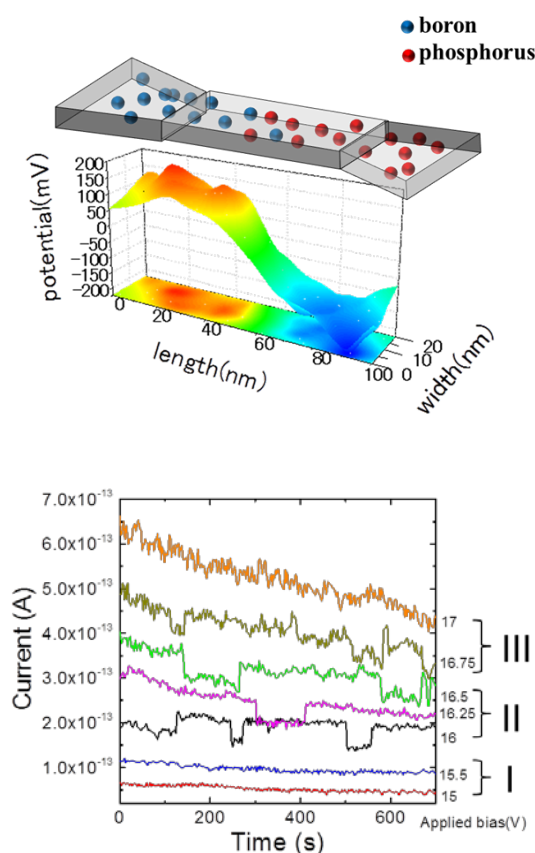 boron
phosphorus
200
150
100
50
0
−50
−100
−150
−200
potential(mV)
0
20
40
60
80
100
length(nm)
0
10
20
width(nm)
7.0x10⁻¹³
6.0x10⁻¹³
5.0x10⁻¹³
4.0x10⁻¹³
3.0x10⁻¹³
2.0x10⁻¹³
1.0x10⁻¹³
Current (A)
17
16.75
III
16.5
16.25
16
II
15.5
15
I
0
200
400
600
Applied bias(V)
Time (s)